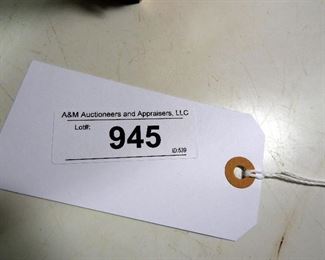 A&M Auctioneers and Appraisers, LLC
Lot#:
945
ID:539